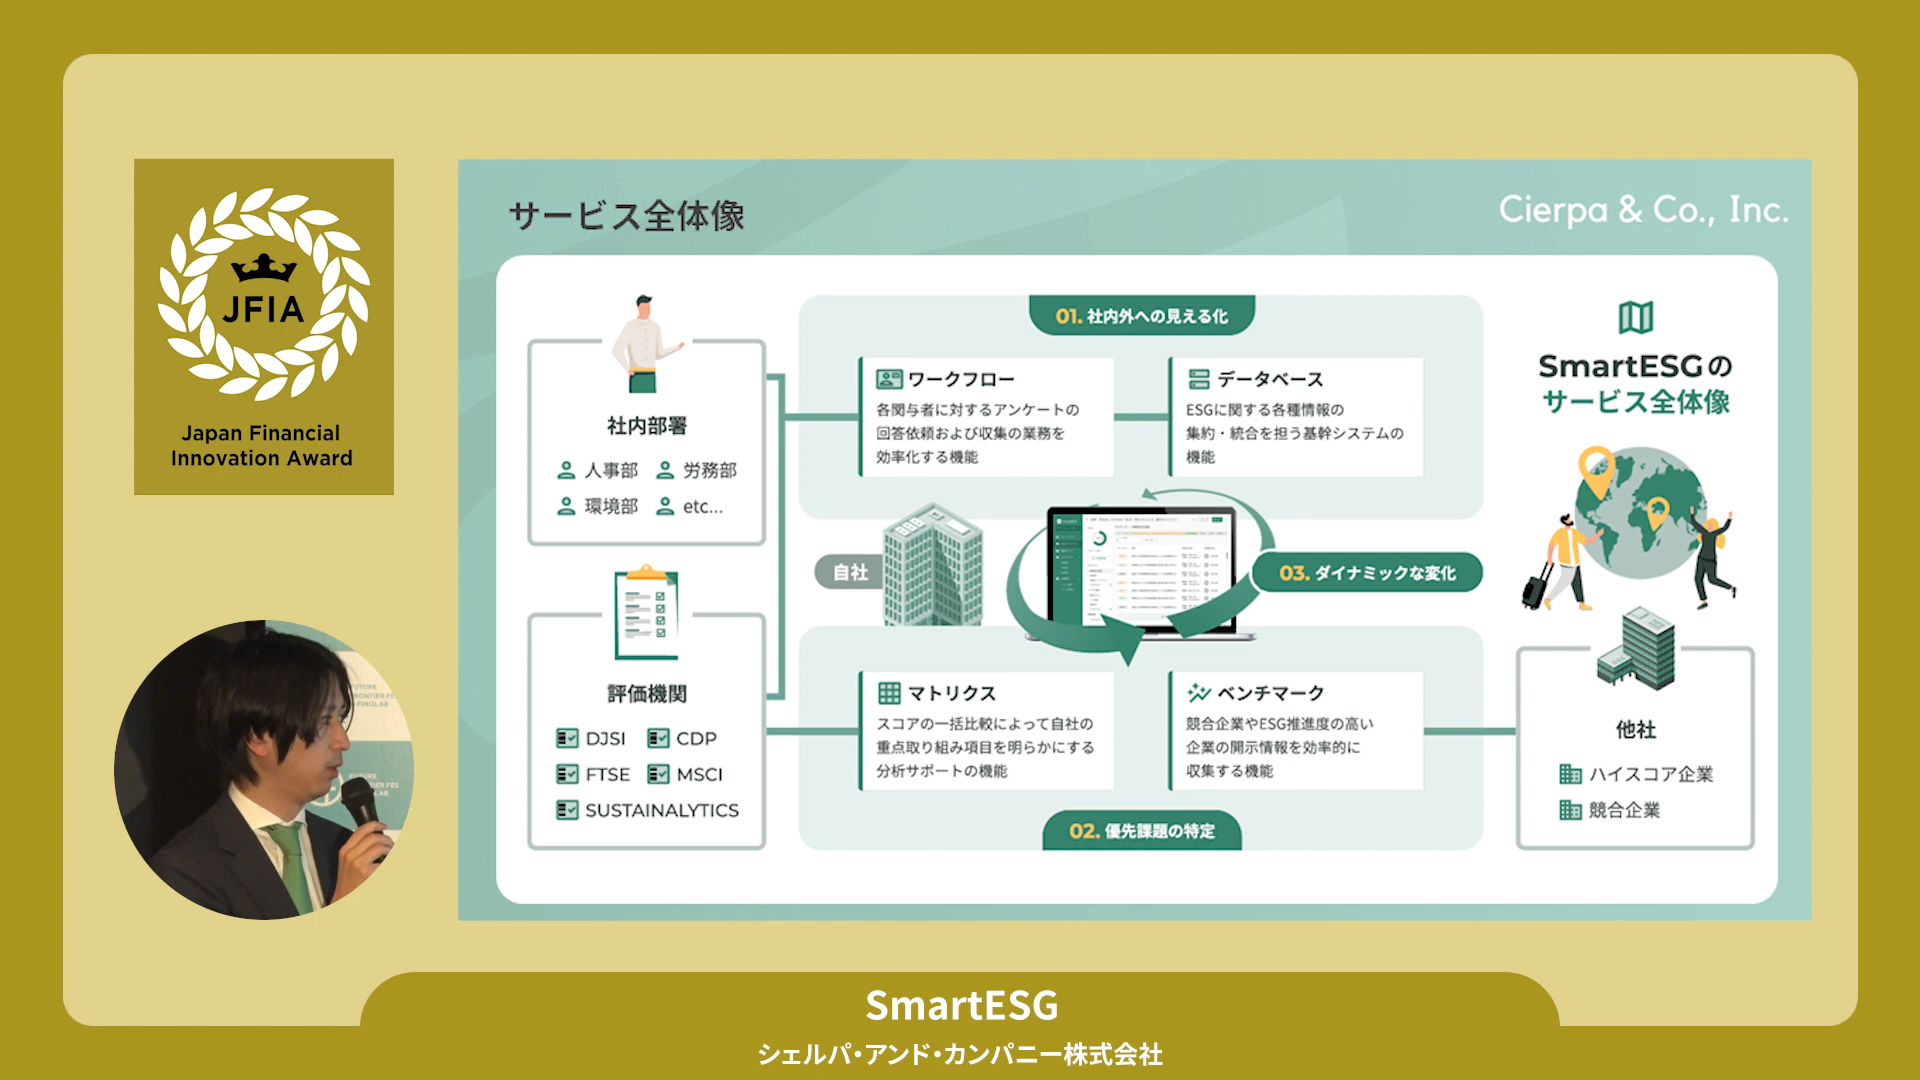 JFIA
Japan Financial
Innovation Award
サービス全体像
Cierpa & Co., Inc.
01. 社内外への見える化
社内部署
人事部 労務部
環境部 etc...
ワークフロー
各関与者に対するアンケートの
回答依頼および収集の業務を
効率化する機能
データベース
ESGに関する各種情報の
集約・統合を担う基幹システムの
機能
自社
03. ダイナミックな変化
評価機関
DJSI CDP
FTSE MSCI
SUSTAINALYTICS
マトリクス
スコアの一括比較によって自社の
重点取り組み項目を明らかにする
分析サポートの機能
ベンチマーク
競合企業やESG推進度の高い
企業の開示情報を効率的に
収集する機能
02. 優先課題の特定
SmartESGの
サービス全体像
他社
ハイスコア企業
競合企業
SmartESG
シェルパ・アンド・カンパニー株式会社